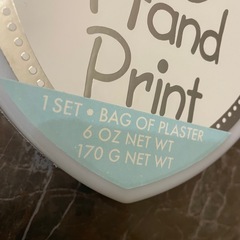 Hand
Print
1 SET • BAG OF PLASTER
6 OZ NET WT
170 G NET WT